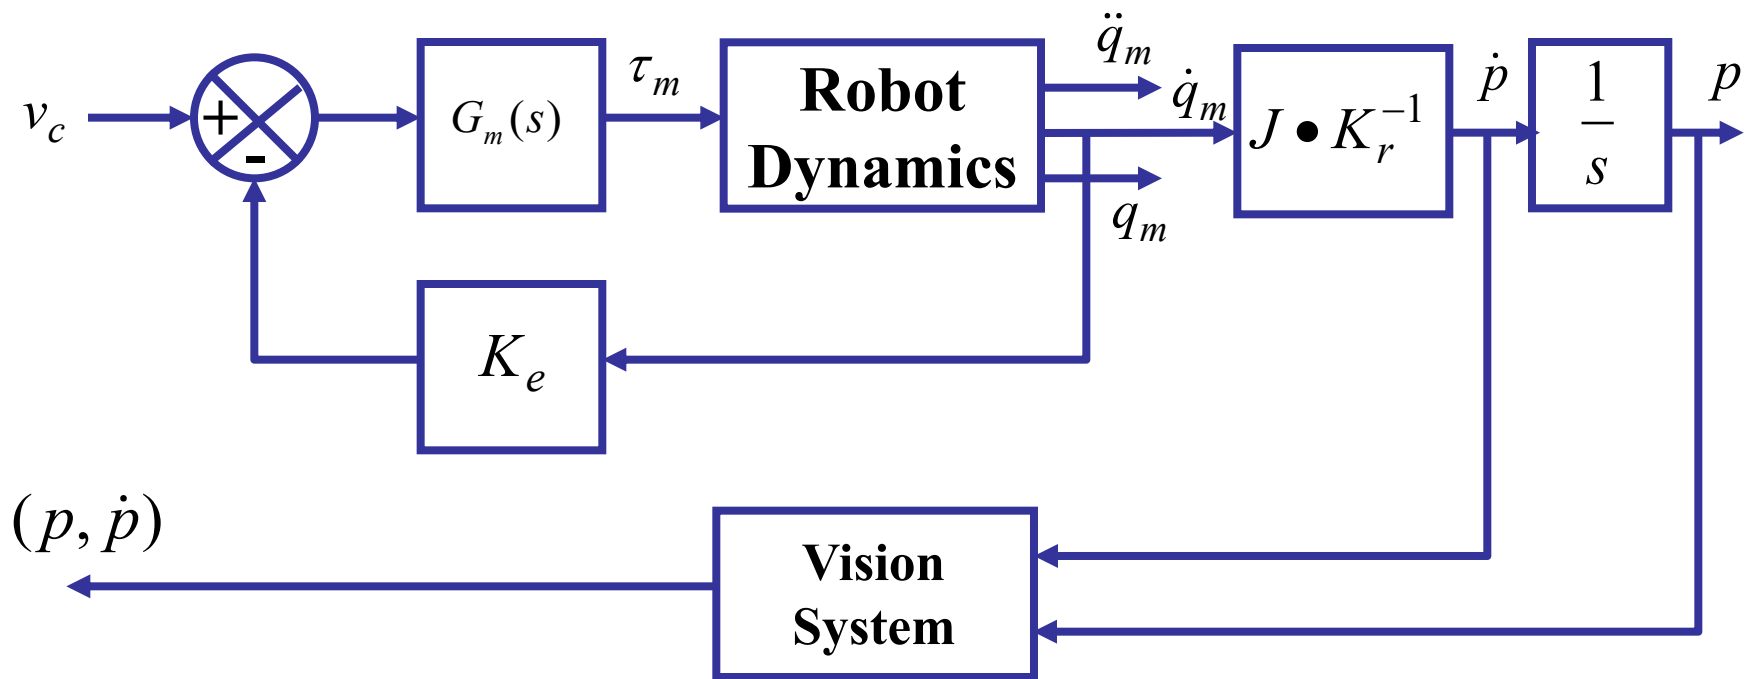 v_c
+
-
G_m(s)
τ_m
Robot
Dynamics
q̈_m
q̇_m
q_m
J • K_r^{-1}
ṗ
1
s
p
K_e
(p, ṗ)
Vision
System